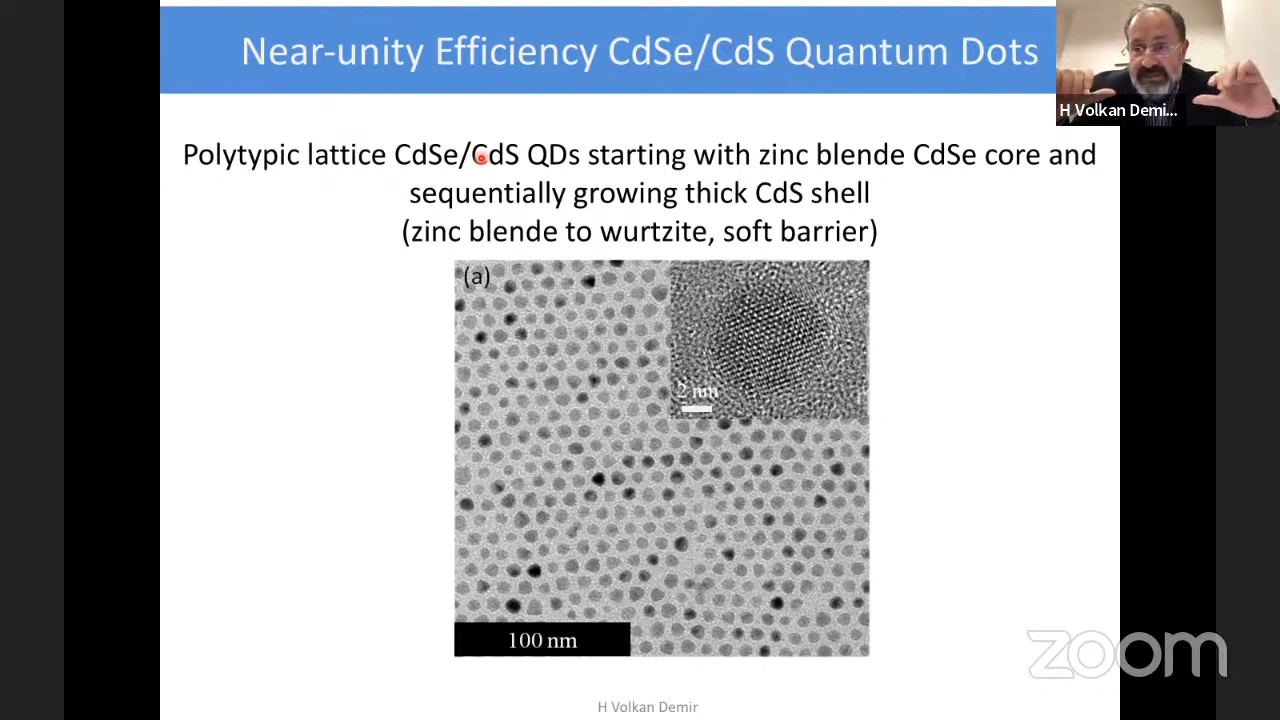 Near-unity Efficiency CdSe/CdS Quantum Dots
H Volkan Demi...
Polytypic lattice CdSe/CdS QDs starting with zinc blende CdSe core and
sequentially growing thick CdS shell
(zinc blende to wurtzite, soft barrier)
(a)
2 nm
100 nm
zoom
H Volkan Demir